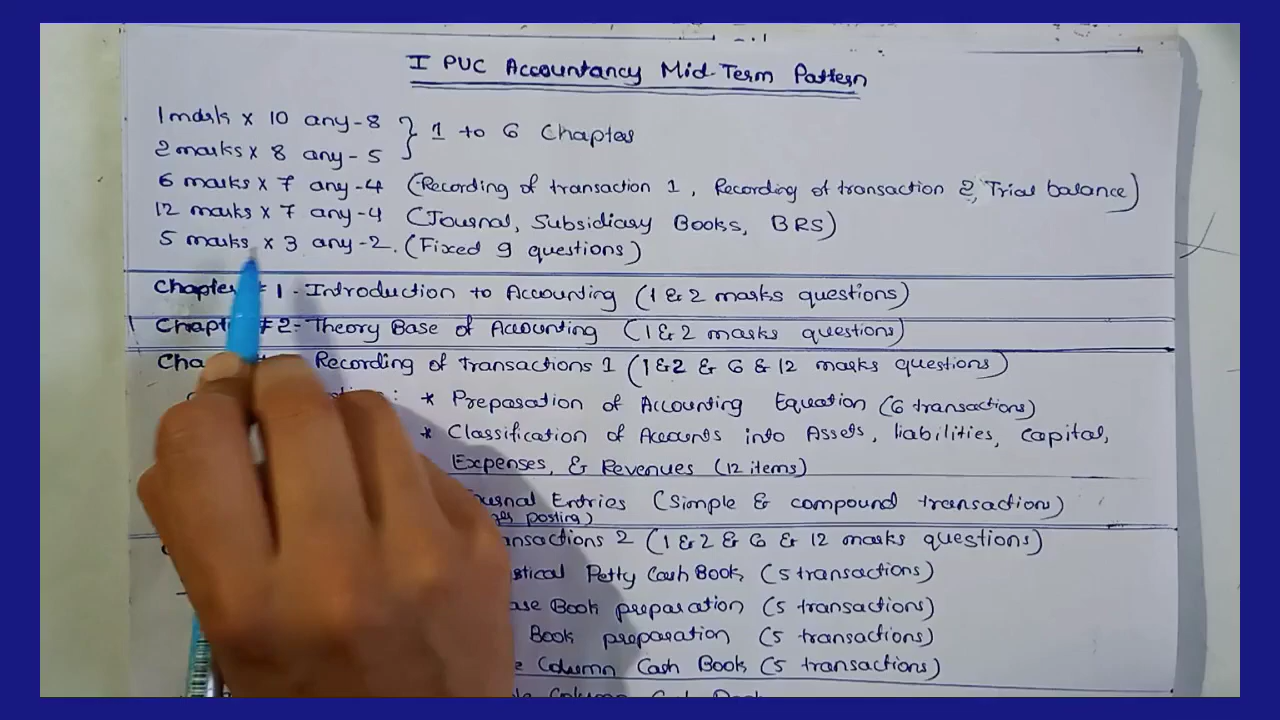 I PUC Accountancy Mid-Term Pattern
1 mark x 10 any-8 } 1 to 6 Chapter
2 marks x 8 any-5
6 marks x 7 any-4 (Recording of transaction 1, Recording of transaction 2, Trial balance)
12 marks x 7 any-4 (Journal, Subsidiary Books, BRS)
5 marks x 3 any-2. (Fixed 9 questions)
Chapter # 1 - Introduction to Accounting (1 & 2 marks questions)
# 2- Theory Base of Accounting (1 & 2 marks questions)
Recording of Transactions 1 (1 & 2 & 6 & 12 marks questions)
* Preparation of Accounting Equation (6 transactions)
* Classification of Accounts into Assets, liabilities, Capital,
Expenses, & Revenues (12 items)
Entries (Simple & compound transaction)
posting)
2 (1 & 2 & 6 & 12 marks questions)
Petty Cash Book (5 transactions)
Book preparation (5 transactions)
Book preparation (5 transactions)
Column Cash Book (5 transactions)